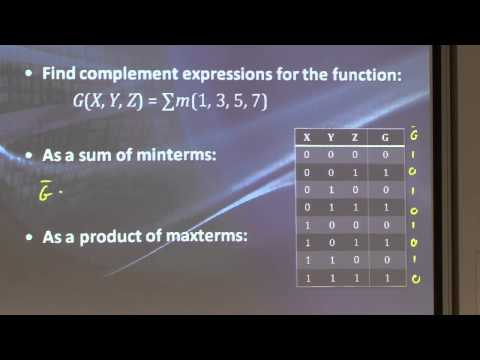 • Find complement expressions for the function:
G(X, Y, Z) = ∑m(1, 3, 5, 7)
• As a sum of minterms:
G̅ ·
• As a product of maxterms:
X Y Z G G̅
0 0 0 0 1
0 0 1 1 0
0 1 0 0 1
0 1 1 1 0
1 0 0 0 1
1 0 1 1 0
1 1 0 0 1
1 1 1 1 0